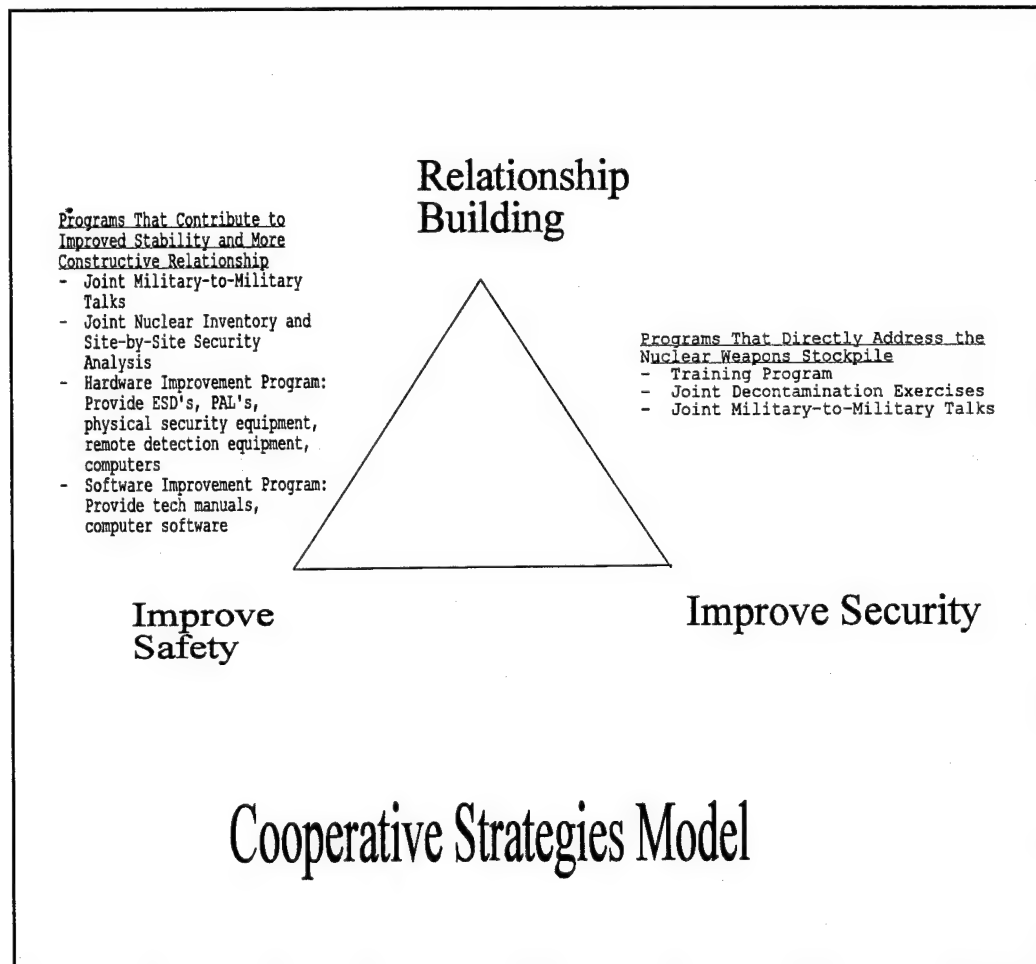 Relationship
Building
Programs That Contribute to
Improved Stability and More
Constructive Relationship
- Joint Military-to-Military
Talks
- Joint Nuclear Inventory and
Site-by-Site Security
Analysis
- Hardware Improvement Program:
Provide ESD's, PAL's,
physical security equipment,
remote detection equipment,
computers
- Software Improvement Program:
Provide tech manuals,
computer software
Programs That Directly Address the
Nuclear Weapons Stockpile
- Training Program
- Joint Decontamination Exercises
- Joint Military-to-Military Talks
Improve
Safety
Improve Security
Cooperative Strategies Model